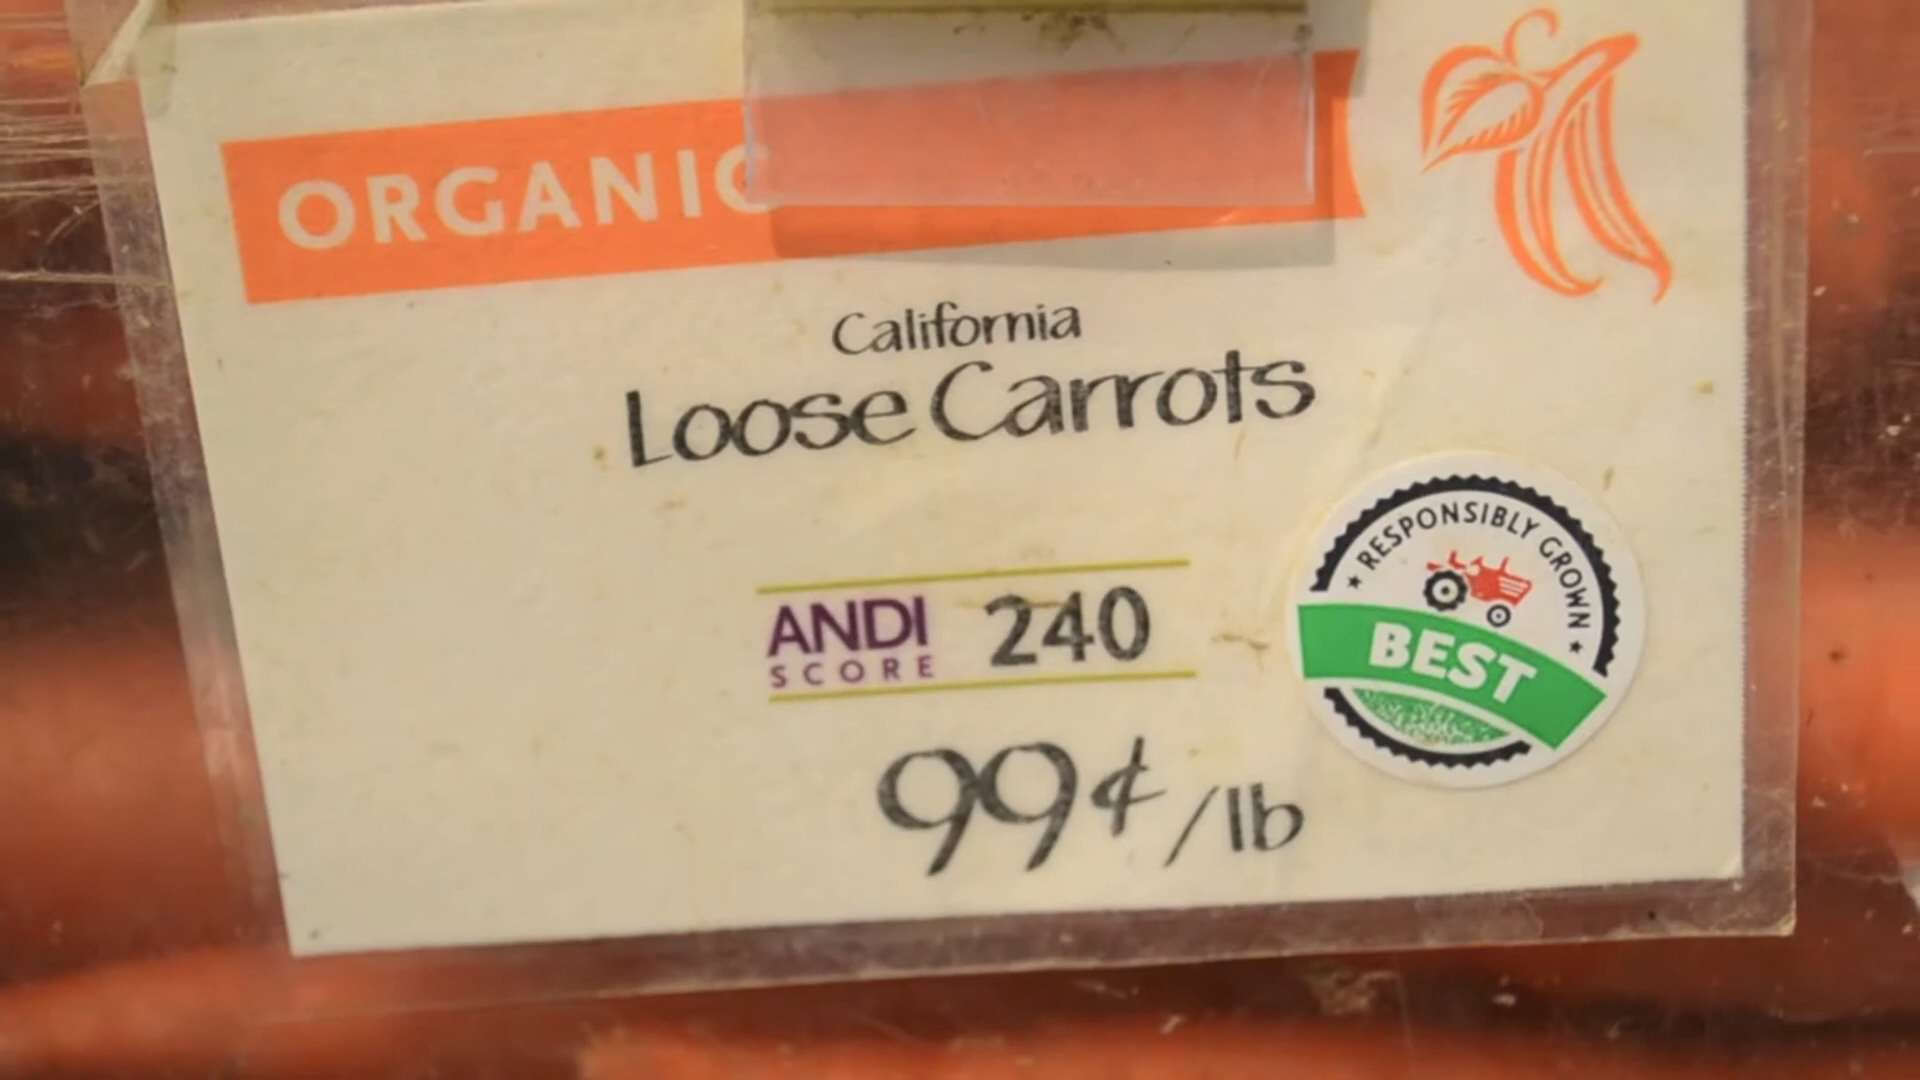 ORGANIC
California
Loose Carrots
ANDI SCORE 240
99¢/lb
★ RESPONSIBLY GROWN ★
BEST